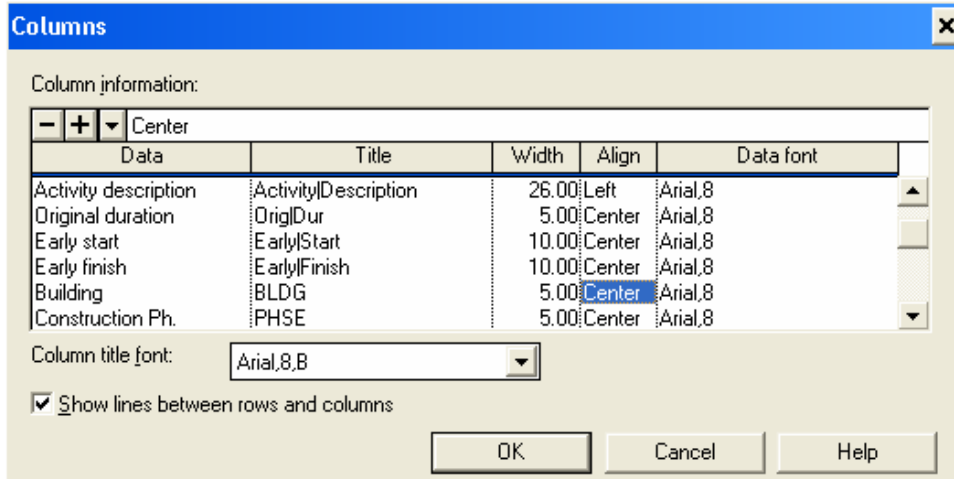 Columns
Column information:
Center
Data Title Width Align Data font
Activity description Activity|Description 26.00 Left Arial,8
Original duration Orig|Dur 5.00 Center Arial,8
Early start Early|Start 10.00 Center Arial,8
Early finish Early|Finish 10.00 Center Arial,8
Building BLDG 5.00 Center Arial,8
Construction Ph. PHSE 5.00 Center Arial,8
Column title font: Arial,8,B
Show lines between rows and columns
OK Cancel Help